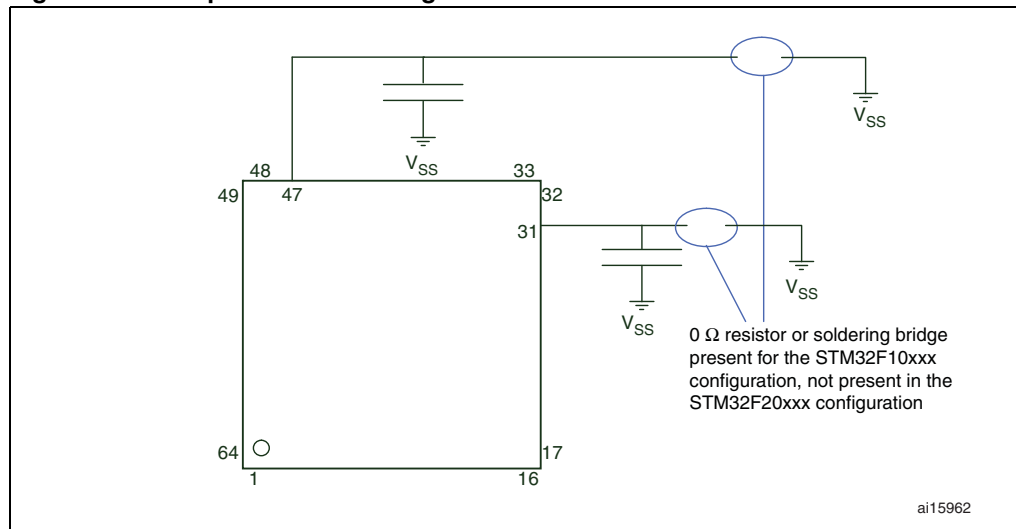 V_SS
V_SS
48
33
49
47
32
31
V_SS
V_SS
0 Ω resistor or soldering bridge
present for the STM32F10xxx
configuration, not present in the
STM32F20xxx configuration
64
17
1
16
ai15962